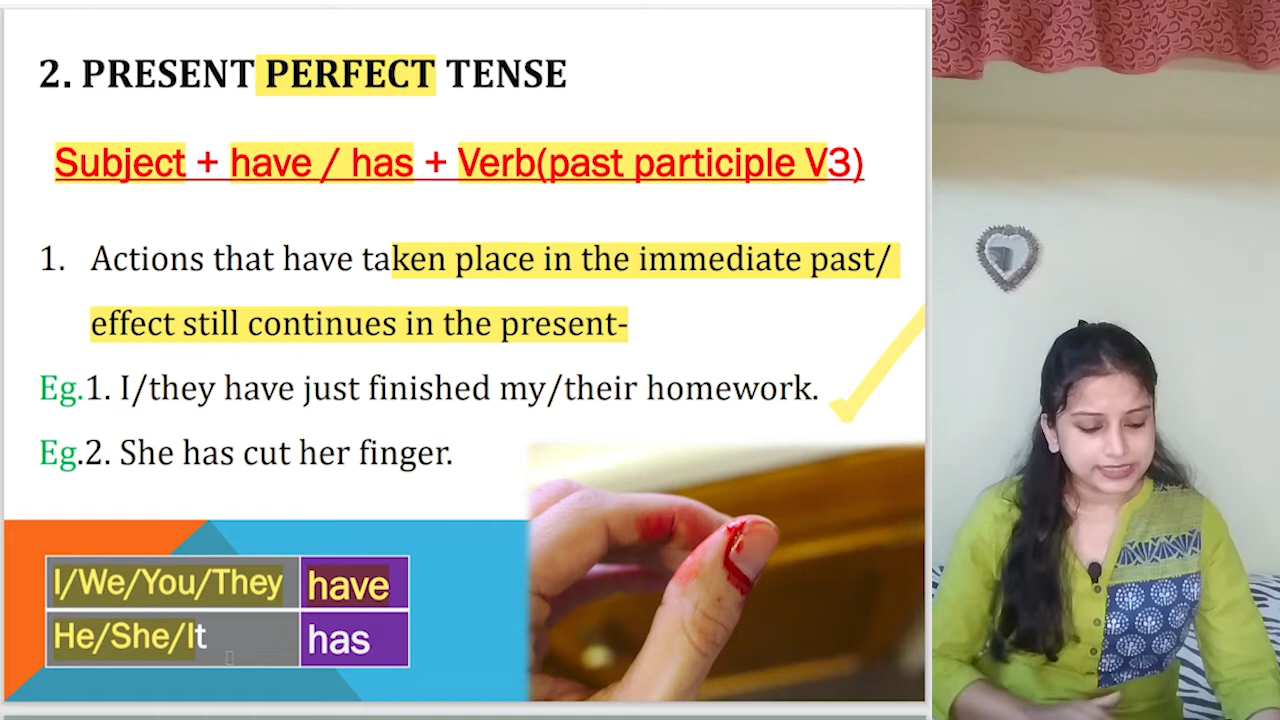 2. PRESENT PERFECT TENSE
Subject + have / has + Verb(past participle V3)
1. Actions that have taken place in the immediate past/
effect still continues in the present-
Eg.1. I/they have just finished my/their homework.
Eg.2. She has cut her finger.
I/We/You/They have
He/She/It has